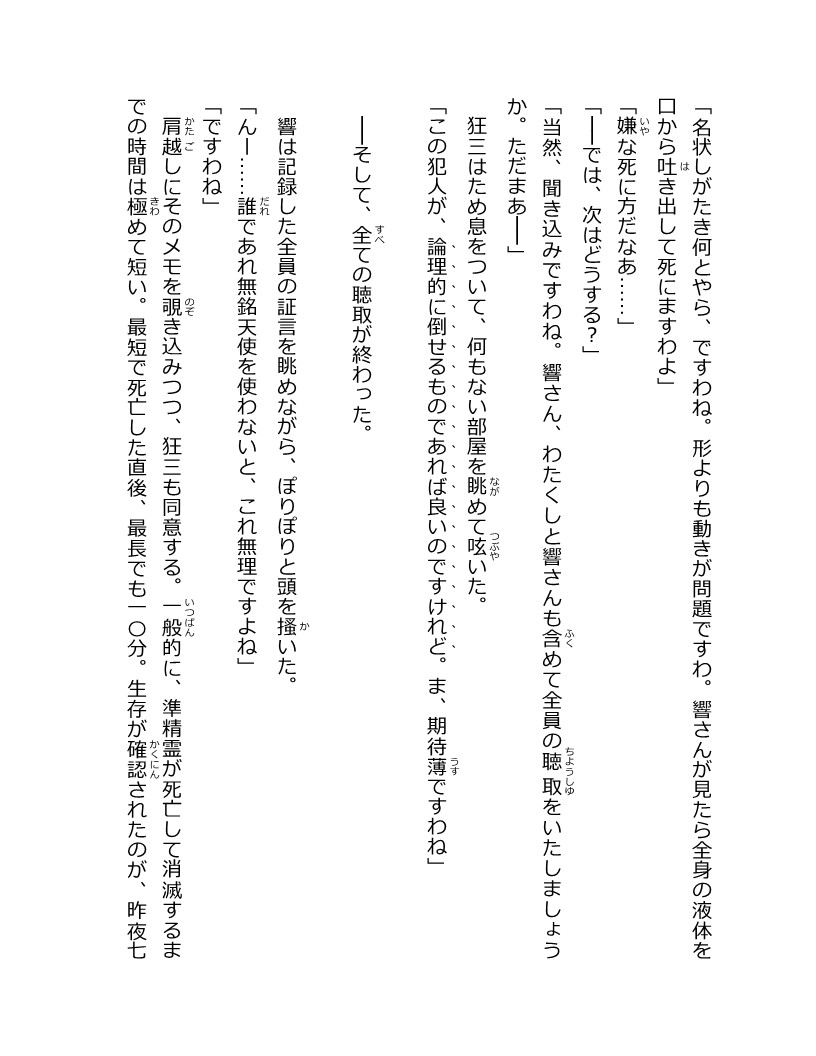 「名状しがたき何とやら、ですわね。形よりも動きが問題ですわ。響さんが見たら全身の液体を
口から吐き出して死にますわよ」
「嫌な死に方だなあ……」
「――では、次はどうする？」
「当然、聞き込みですわね。響さん、わたくしと響さんも含めて全員の聴取をいたしましょう
か。ただまあ――」
狂三はため息をついて、何もない部屋を眺めて呟いた。
「この犯人が、論理的に倒せるものであれば良いのですけれど。ま、期待薄ですわね」
――そして、全ての聴取が終わった。
響は記録した全員の証言を眺めながら、ぽりぽりと頭を掻いた。
「んー……誰であれ無銘天使を使わないと、これ無理ですよね」
「ですわね」
肩越しにそのメモを覗き込みつつ、狂三も同意する。一般的に、準精霊が死亡して消滅するま
での時間は極めて短い。最短で死亡した直後、最長でも一〇分。生存が確認されたのが、昨夜七